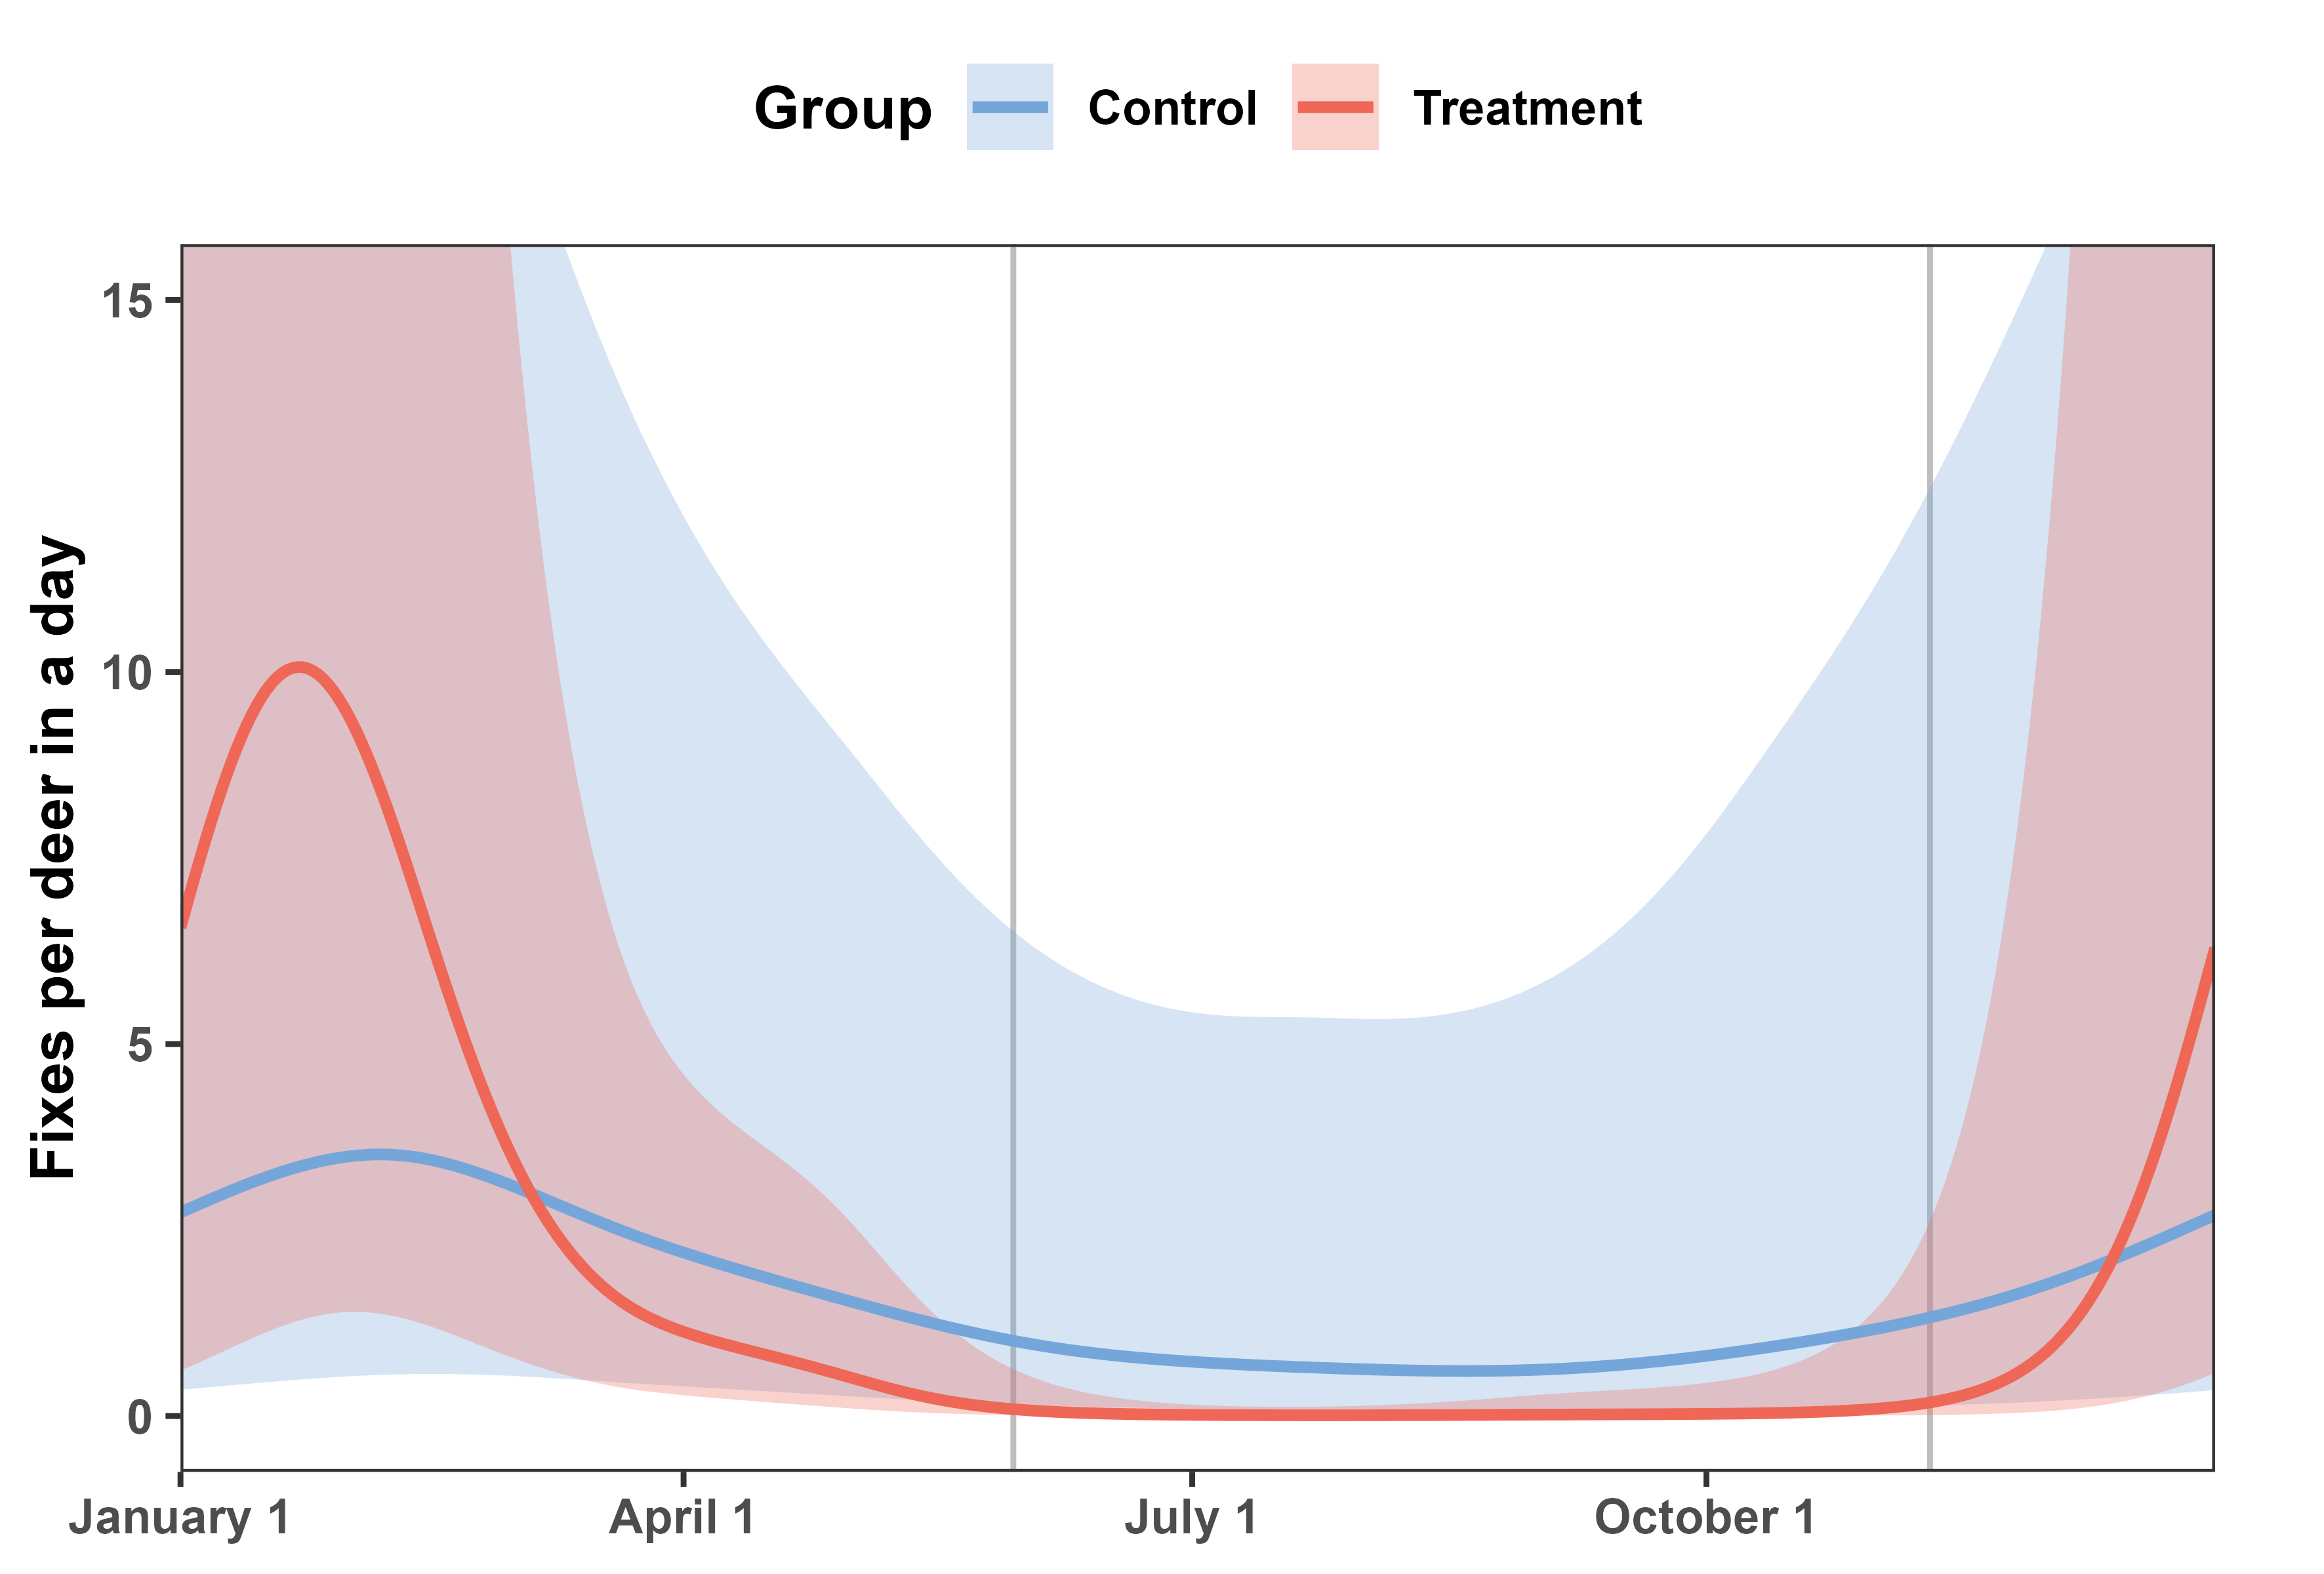 Group Control Treatment
Fixes per deer in a day
15
10
5
0
January 1 April 1 July 1 October 1